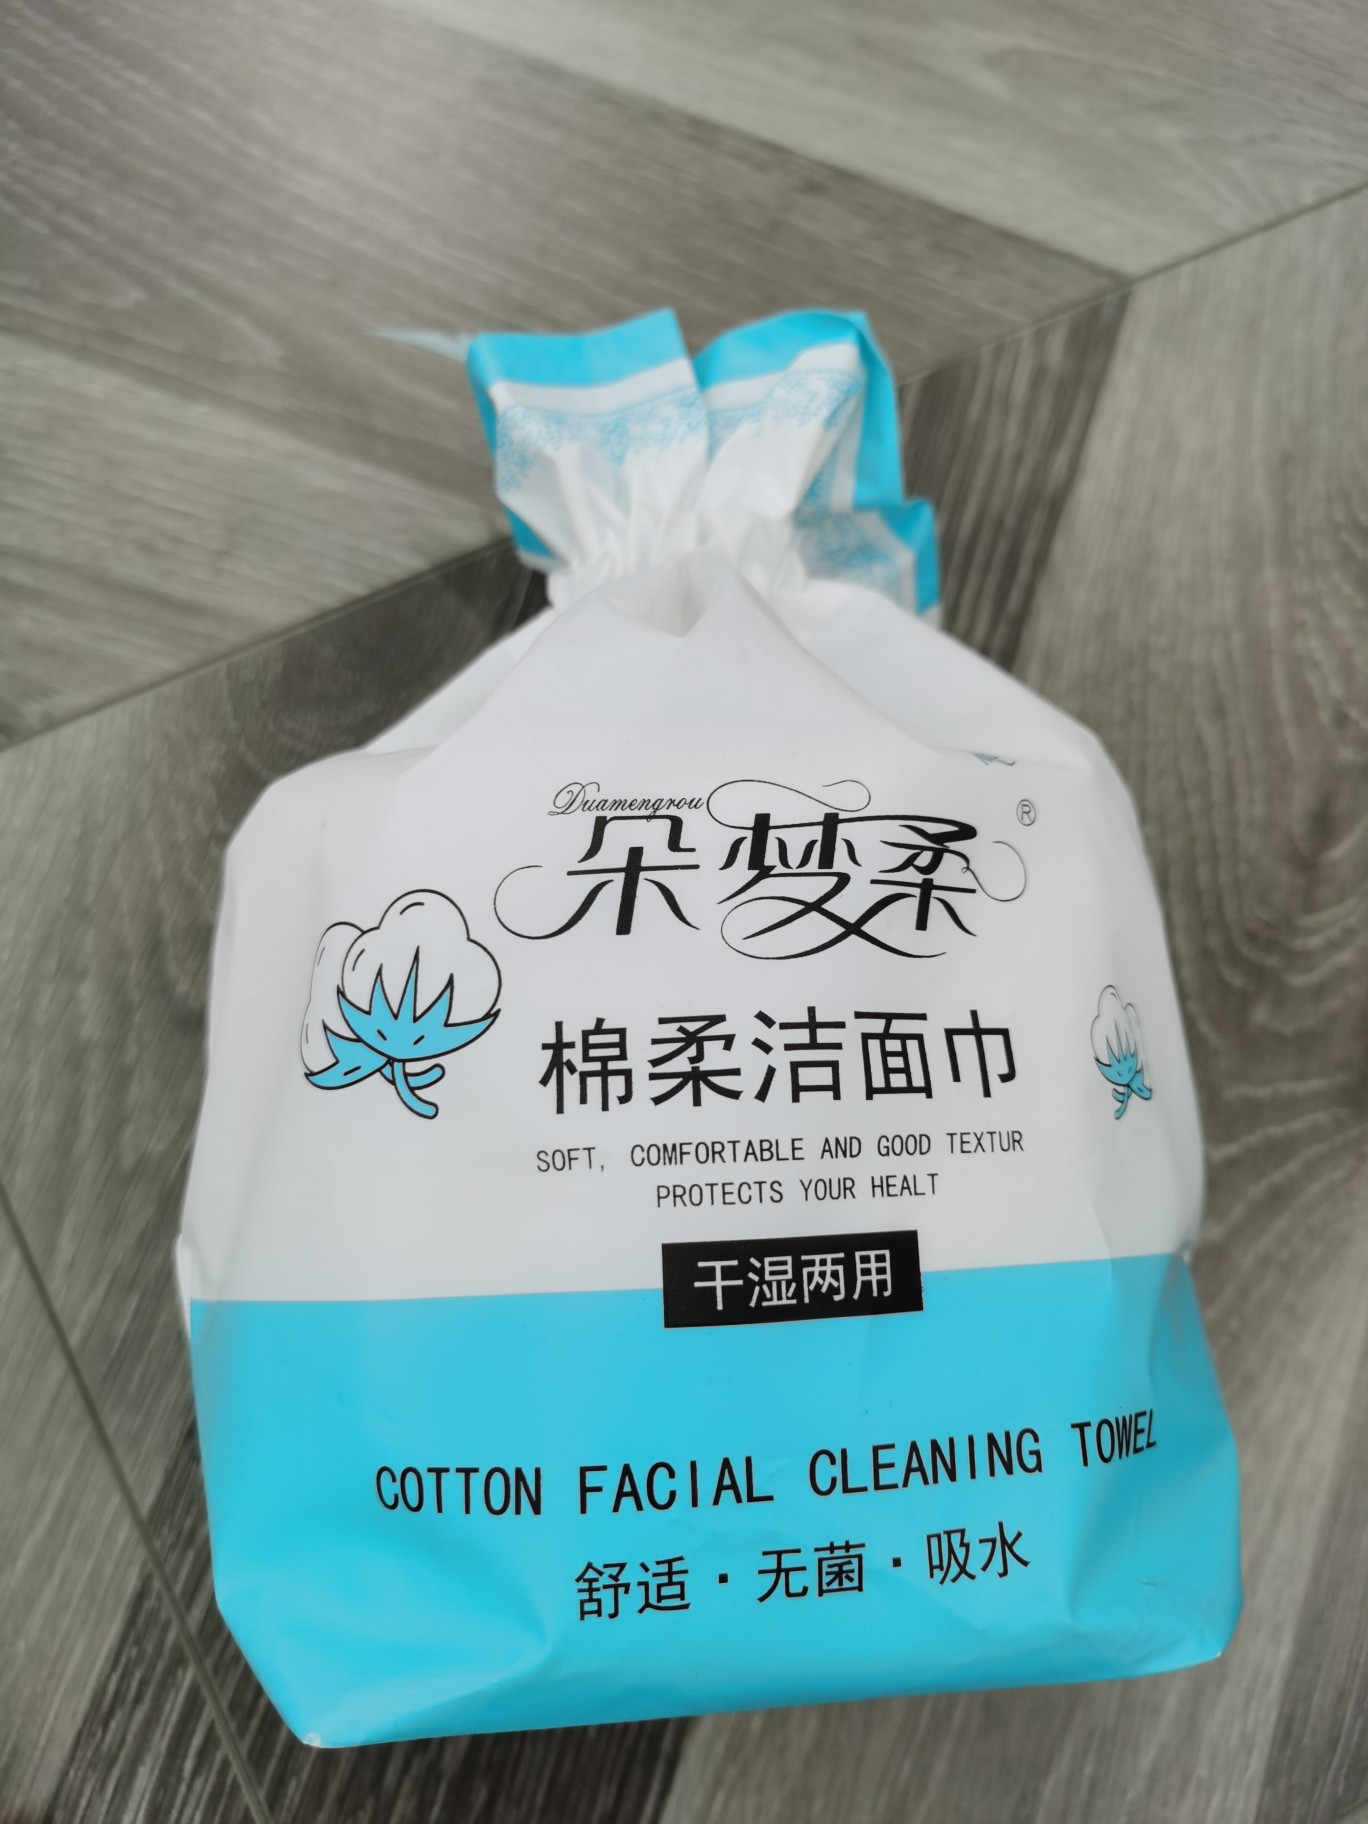 Duamengrou
朵梦柔®
棉柔洁面巾
SOFT, COMFORTABLE AND GOOD TEXTUR
PROTECTS YOUR HEALT
干湿两用
COTTON FACIAL CLEANING TOWEL
舒适·无菌·吸水